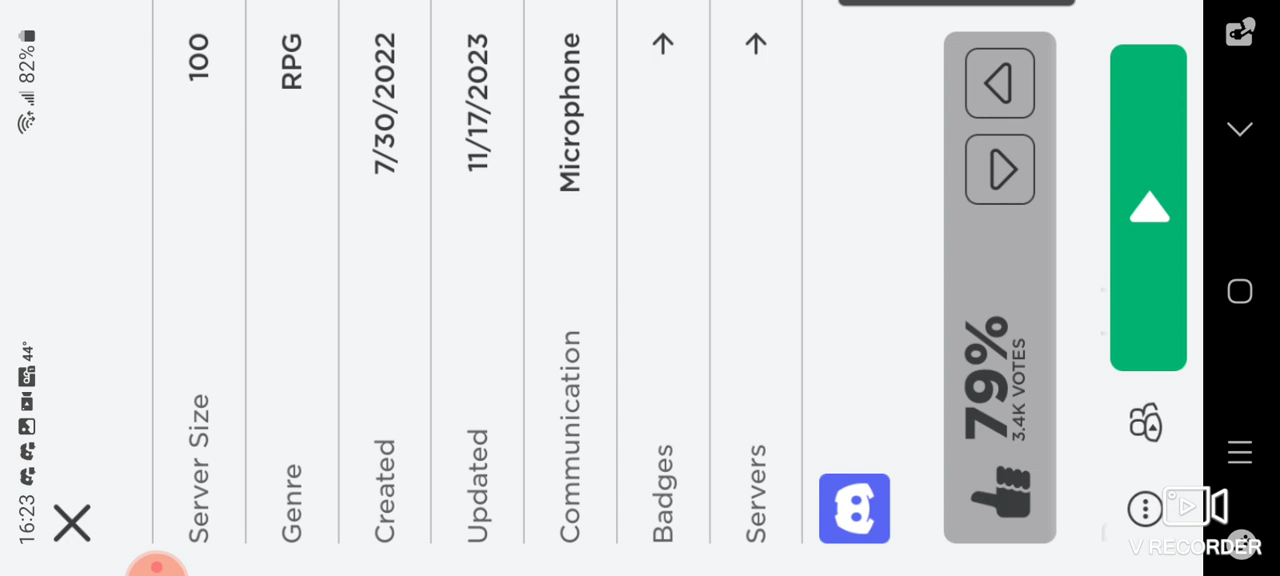 16:23 44° 82%
Server Size 100
Genre RPG
Created 7/30/2022
Updated 11/17/2023
Communication Microphone
Badges
Servers
79%
3.4K VOTES
V RECORDER